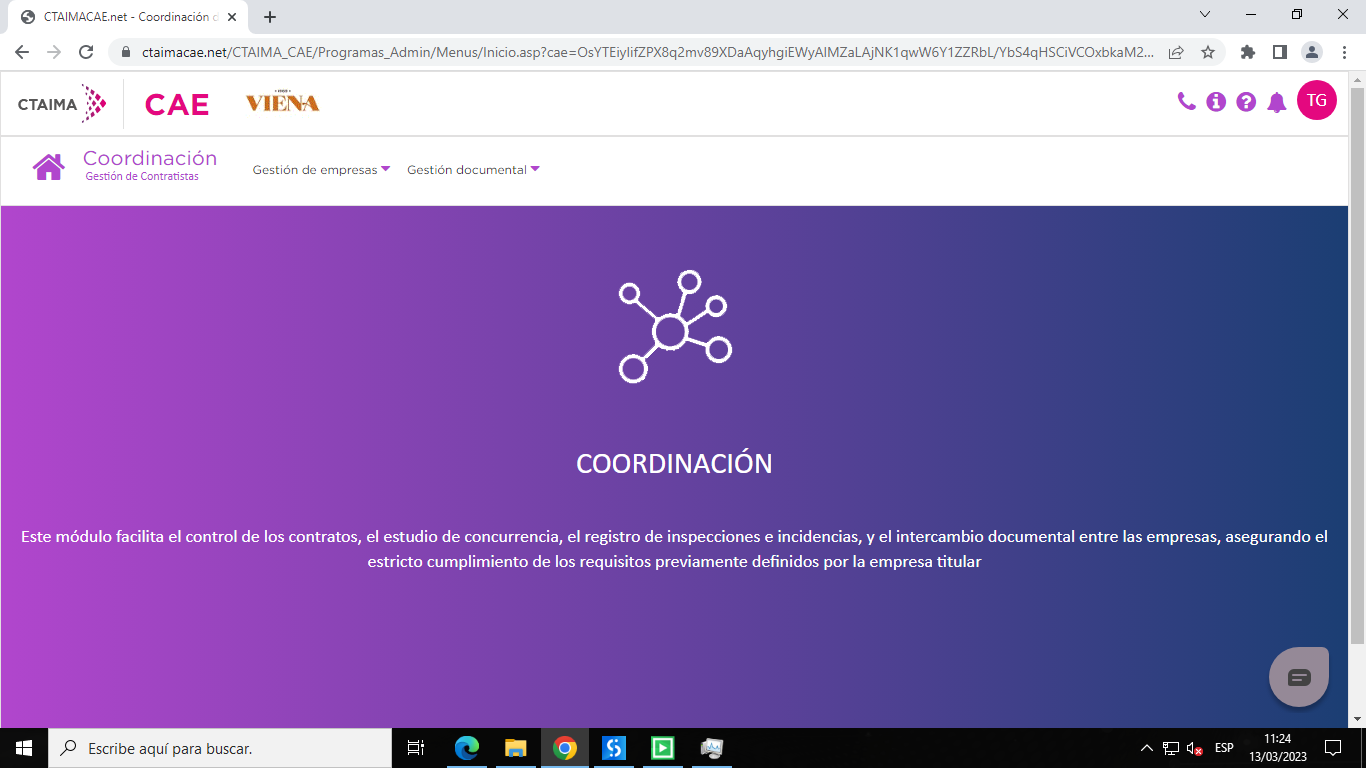 CTAIMACAE.net - Coordinación d
ctaimacae.net/CTAIMA_CAE/Programas_Admin/Menus/Inicio.asp?cae=OsYTEiyIifZPX8q2mv89XDaAqyhgiEWyAIMZaLAjNK1qwW6Y1ZZRbL/YbS4qHSCiVCOxbkaM2...
CTAIMA CAE VIENA
TG
Coordinación
Gestión de Contratistas
Gestión de empresas Gestión documental
COORDINACIÓN
Este módulo facilita el control de los contratos, el estudio de concurrencia, el registro de inspecciones e incidencias, y el intercambio documental entre las empresas, asegurando el
estricto cumplimiento de los requisitos previamente definidos por la empresa titular
Escribe aquí para buscar.
ESP
11:24
13/03/2023